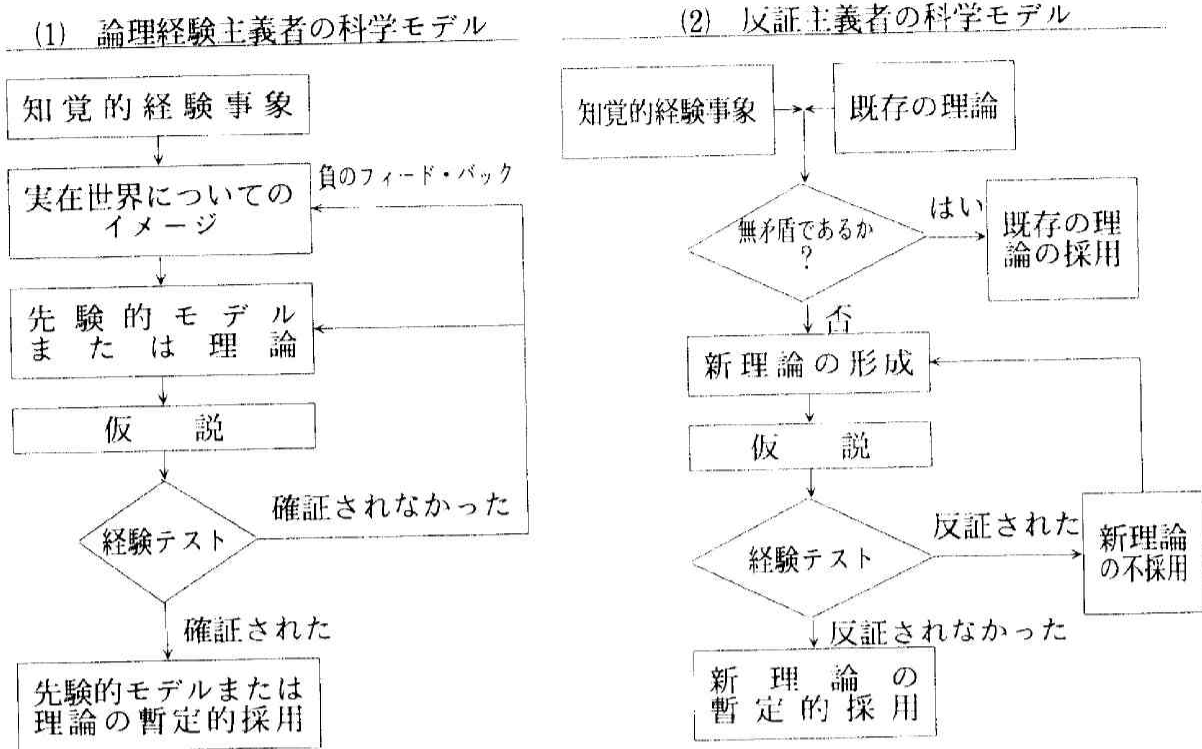 (1) 論理経験主義者の科学モデル
知覚的経験事象
実在世界についての
イメージ
負のフィード・バック
先験的モデル
または理論
仮説
経験テスト
確証されなかった
確証された
先験的モデルまたは
理論の暫定的採用
(2) 反証主義者の科学モデル
知覚的経験事象
既存の理論
無矛盾であるか
?
はい
既存の理
論の採用
否
新理論の形成
仮説
経験テスト
反証された
新理論
の不採用
反証されなかった
新理論の
暫定的採用